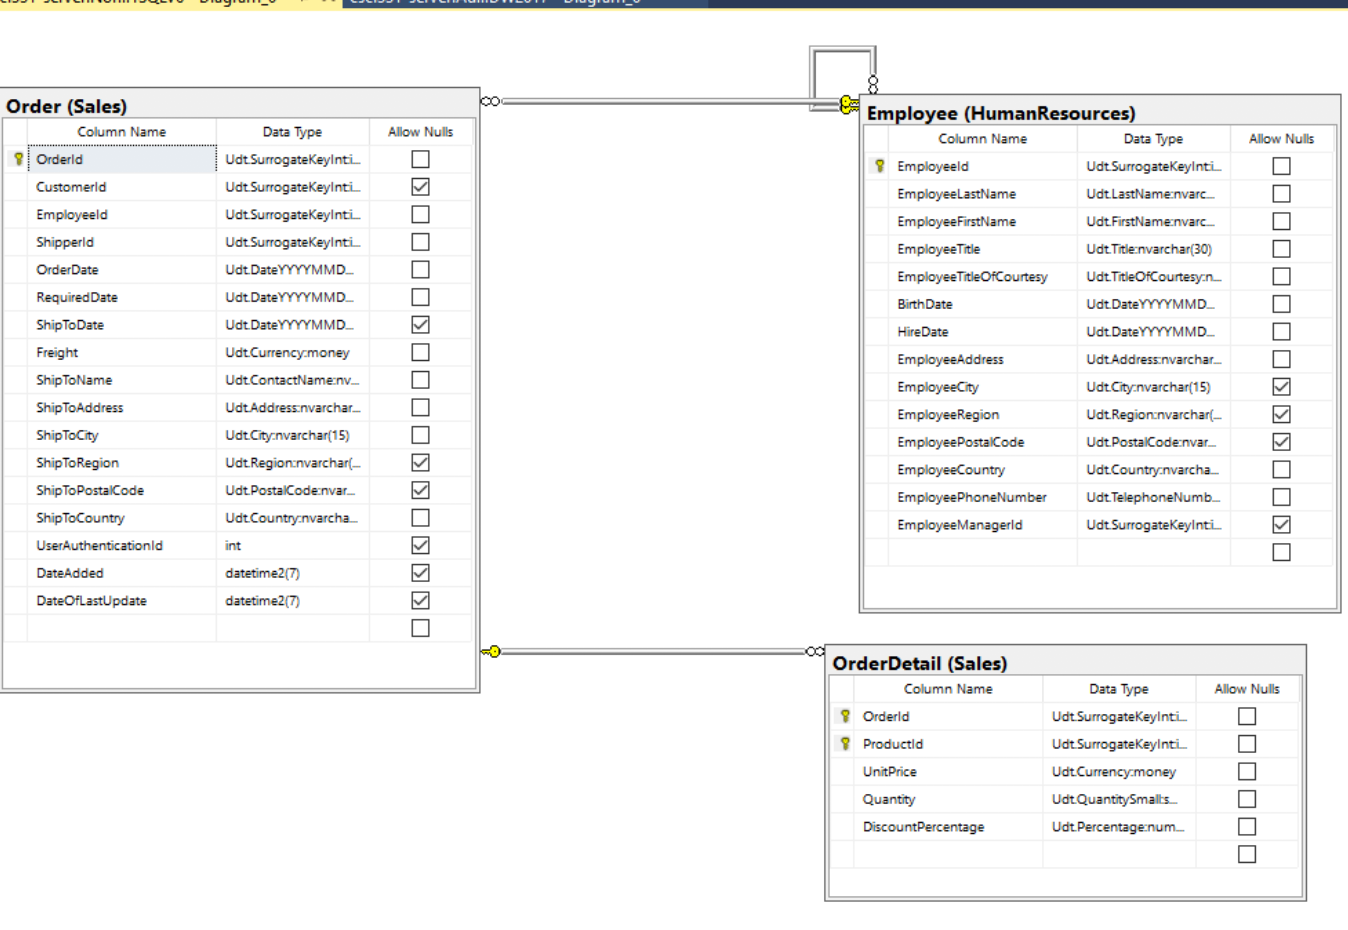 Order (Sales)
Column Name Data Type Allow Nulls
OrderId Udt.SurrogateKeyInt:i...
CustomerId Udt.SurrogateKeyInt:i...
EmployeeId Udt.SurrogateKeyInt:i...
ShipperId Udt.SurrogateKeyInt:i...
OrderDate Udt.DateYYYYMMD...
RequiredDate Udt.DateYYYYMMD...
ShipToDate Udt.DateYYYYMMD...
Freight Udt.Currency:money
ShipToName Udt.ContactName:nv...
ShipToAddress Udt.Address:nvarchar...
ShipToCity Udt.City:nvarchar(15)
ShipToRegion Udt.Region:nvarchar(...
ShipToPostalCode Udt.PostalCode:nvar...
ShipToCountry Udt.Country:nvarcha...
UserAuthenticationId int
DateAdded datetime2(7)
DateOfLastUpdate datetime2(7)
Employee (HumanResources)
Column Name Data Type Allow Nulls
EmployeeId Udt.SurrogateKeyInt:i...
EmployeeLastName Udt.LastName:nvarc...
EmployeeFirstName Udt.FirstName:nvarc...
EmployeeTitle Udt.Title:nvarchar(30)
EmployeeTitleOfCourtesy Udt.TitleOfCourtesy:n...
BirthDate Udt.DateYYYYMMD...
HireDate Udt.DateYYYYMMD...
EmployeeAddress Udt.Address:nvarchar...
EmployeeCity Udt.City:nvarchar(15)
EmployeeRegion Udt.Region:nvarchar(...
EmployeePostalCode Udt.PostalCode:nvar...
EmployeeCountry Udt.Country:nvarcha...
EmployeePhoneNumber Udt.TelephoneNumb...
EmployeeManagerId Udt.SurrogateKeyInt:i...
OrderDetail (Sales)
Column Name Data Type Allow Nulls
OrderId Udt.SurrogateKeyInt:i...
ProductId Udt.SurrogateKeyInt:i...
UnitPrice Udt.Currency:money
Quantity Udt.QuantitySmall:s...
DiscountPercentage Udt.Percentage:num...